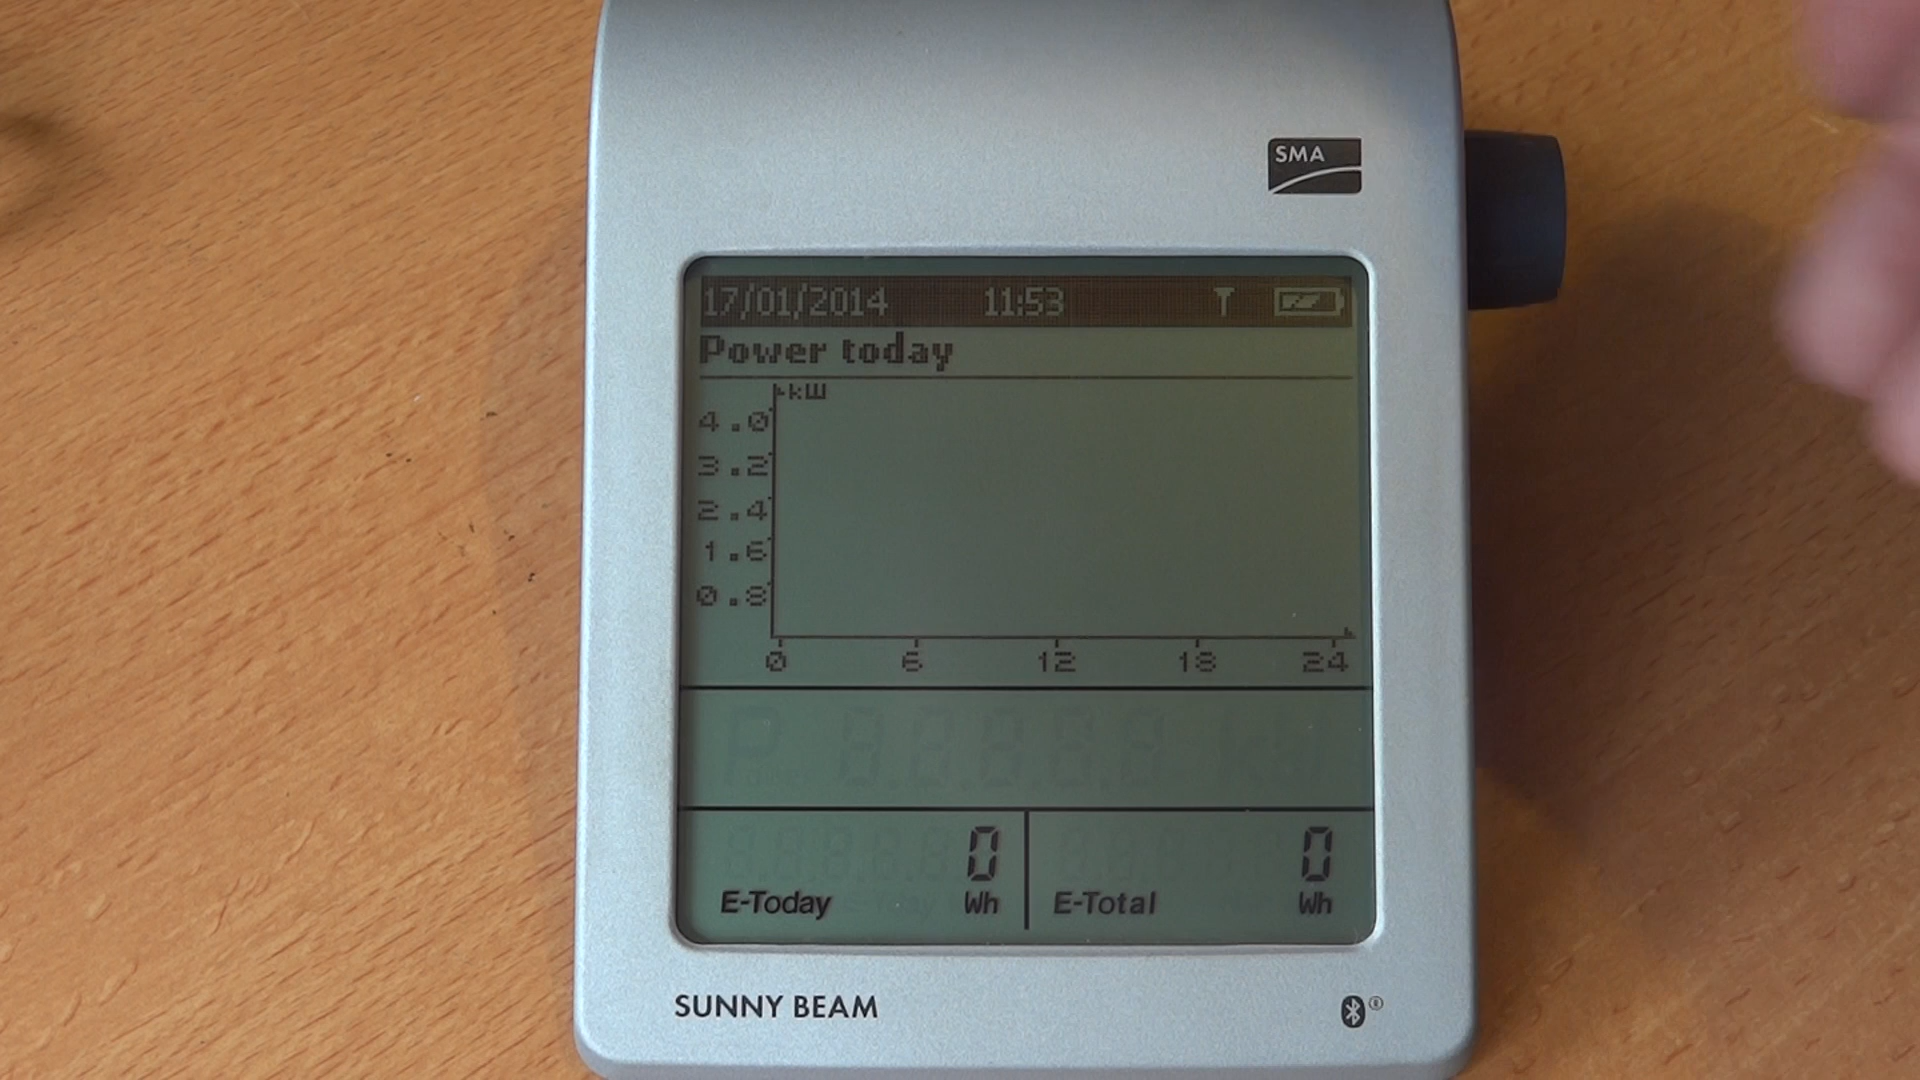 SMA
17/01/2014 11:53
Power today
kW
4.0
3.2
2.4
1.6
0.8
0 6 12 18 24
0 0
E-Today Wh E-Total Wh
SUNNY BEAM ®